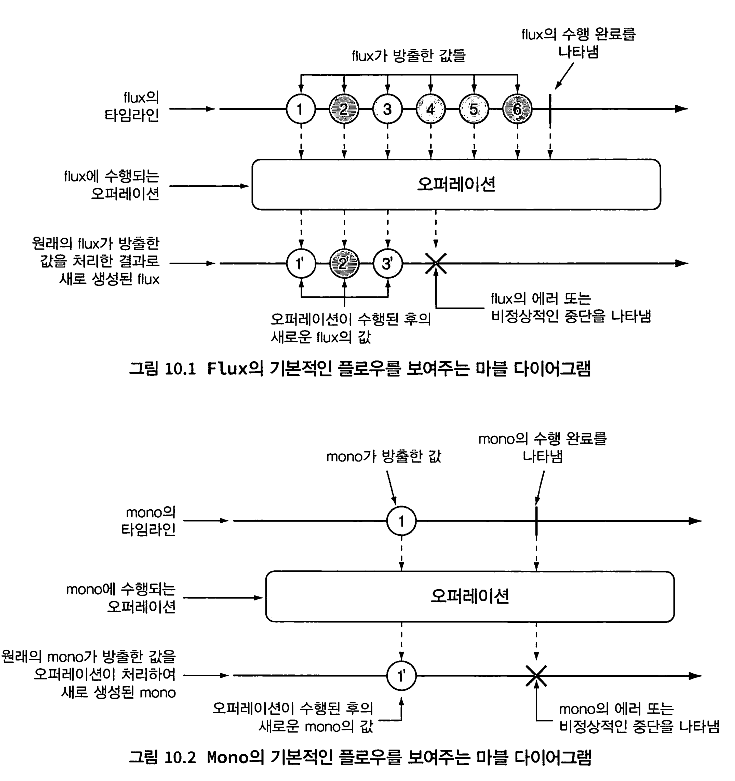 flux의 수행 완료를
나타냄
flux가 방출한 값들
flux의
타임라인
1 2 3 4 5 6
flux에 수행되는
오퍼레이션
오퍼레이션
원래의 flux가 방출한
값을 처리한 결과로
새로 생성된 flux
1' 2' 3'
오퍼레이션이 수행된 후의
새로운 flux의 값
flux의 에러 또는
비정상적인 중단을 나타냄
그림 10.1 Flux의 기본적인 플로우를 보여주는 마블 다이어그램
mono가 방출한 값
mono의 수행 완료를
나타냄
mono의
타임라인
1
mono에 수행되는
오퍼레이션
오퍼레이션
원래의 mono가 방출한 값을
오퍼레이션이 처리하여
새로 생성된 mono
1'
오퍼레이션이 수행된 후의
새로운 mono의 값
mono의 에러 또는
비정상적인 중단을 나타냄
그림 10.2 Mono의 기본적인 플로우를 보여주는 마블 다이어그램